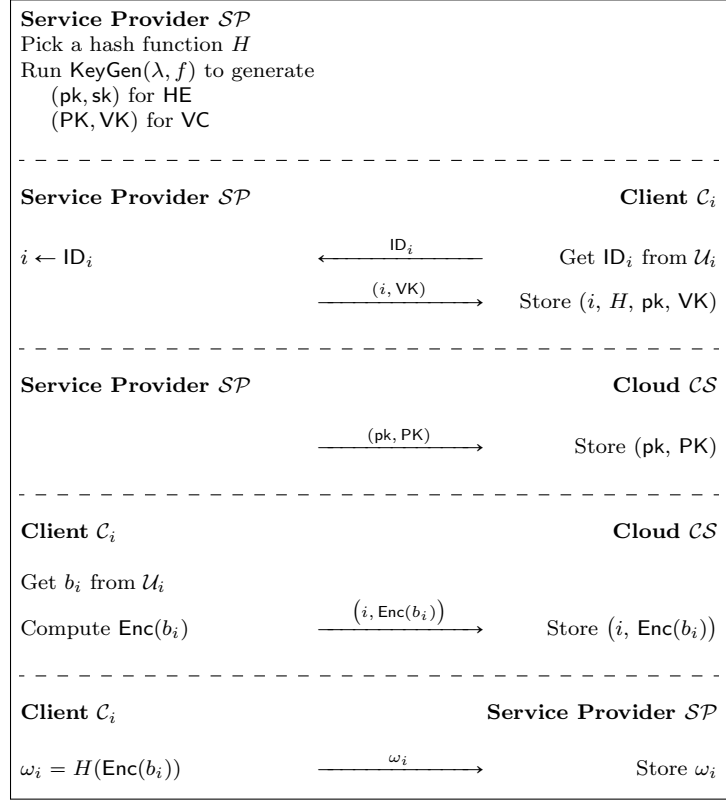 Service Provider 𝒮𝒫
Pick a hash function H
Run KeyGen(λ, f) to generate
(pk, sk) for HE
(PK, VK) for VC
Service Provider 𝒮𝒫 Client 𝒞ᵢ
i ← IDᵢ IDᵢ Get IDᵢ from 𝒰ᵢ
(i, VK) Store (i, H, pk, VK)
Service Provider 𝒮𝒫 Cloud 𝒞𝒮
(pk, PK) Store (pk, PK)
Client 𝒞ᵢ Cloud 𝒞𝒮
Get bᵢ from 𝒰ᵢ
Compute Enc(bᵢ) (i, Enc(bᵢ)) Store (i, Enc(bᵢ))
Client 𝒞ᵢ Service Provider 𝒮𝒫
ωᵢ = H(Enc(bᵢ)) ωᵢ Store ωᵢ